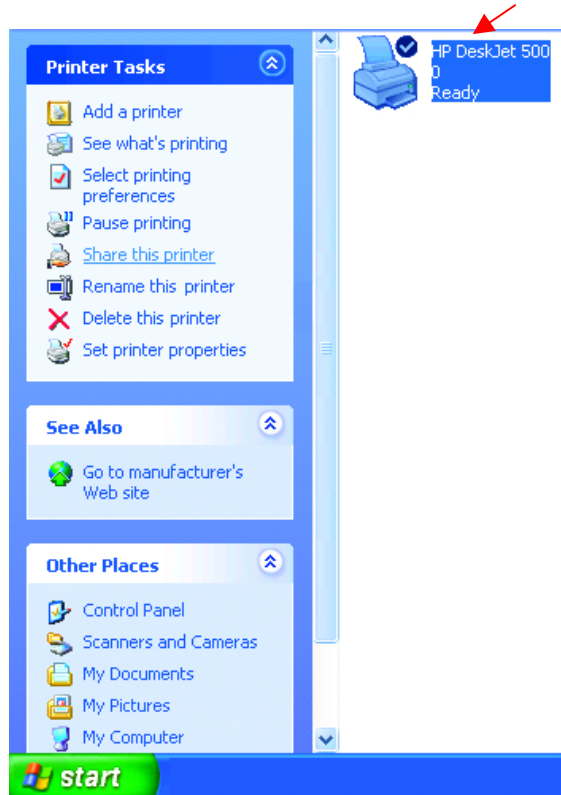 Printer Tasks
Add a printer
See what's printing
Select printing
preferences
Pause printing
Share this printer
Rename this printer
Delete this printer
Set printer properties
See Also
Go to manufacturer's
Web site
Other Places
Control Panel
Scanners and Cameras
My Documents
My Pictures
My Computer
HP DeskJet 500
0
Ready
start